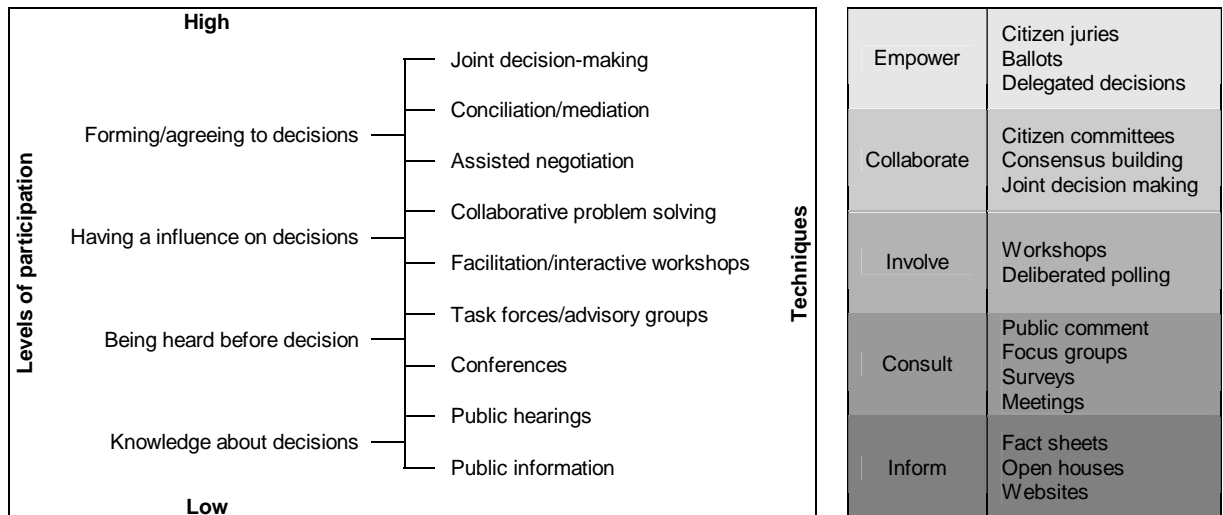 High
Levels of participation
Forming/agreeing to decisions
Having a influence on decisions
Being heard before decision
Knowledge about decisions
Low
Joint decision-making
Conciliation/mediation
Assisted negotiation
Collaborative problem solving
Facilitation/interactive workshops
Task forces/advisory groups
Conferences
Public hearings
Public information
Techniques
Empower
Citizen juries
Ballots
Delegated decisions
Collaborate
Citizen committees
Consensus building
Joint decision making
Involve
Workshops
Deliberated polling
Consult
Public comment
Focus groups
Surveys
Meetings
Inform
Fact sheets
Open houses
Websites